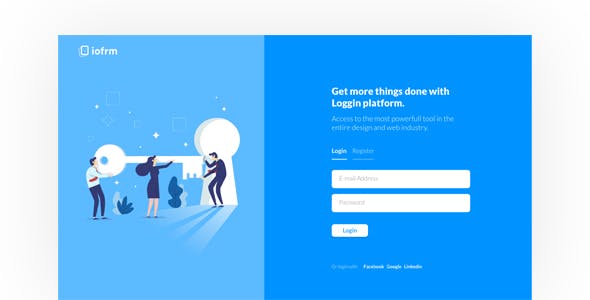 iofrm
Get more things done with
Loggin platform.
Access to the most powerfull tool in the
entire design and web industry.
Login Register
E-mail Address
Password
Login
Or login with Facebook Google Linkedin